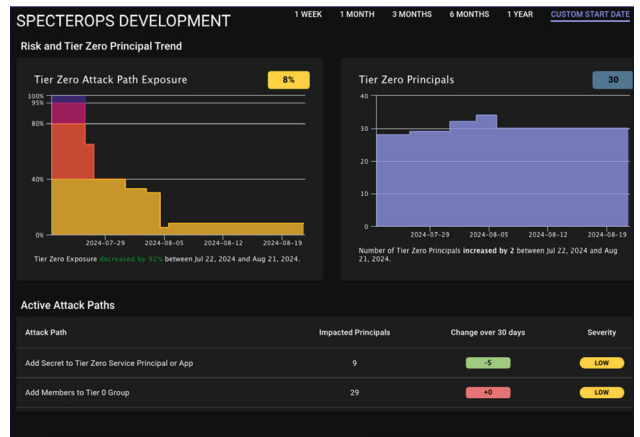 SPECTEROPS DEVELOPMENT
1 WEEK 1 MONTH 3 MONTHS 6 MONTHS 1 YEAR CUSTOM START DATE
Risk and Tier Zero Principal Trend
Tier Zero Attack Path Exposure 8%
100%
95%
80%
40%
0%
2024-07-29 2024-08-05 2024-08-12 2024-08-19
Tier Zero Exposure decreased by 92% between Jul 22, 2024 and Aug 21, 2024.
Tier Zero Principals 30
40
30
20
10
0
2024-07-29 2024-08-05 2024-08-12 2024-08-19
Number of Tier Zero Principals increased by 2 between Jul 22, 2024 and Aug
21, 2024.
Active Attack Paths
Attack Path Impacted Principals Change over 30 days Severity
Add Secret to Tier Zero Service Principal or App 9 -5 LOW
Add Members to Tier 0 Group 29 +0 LOW